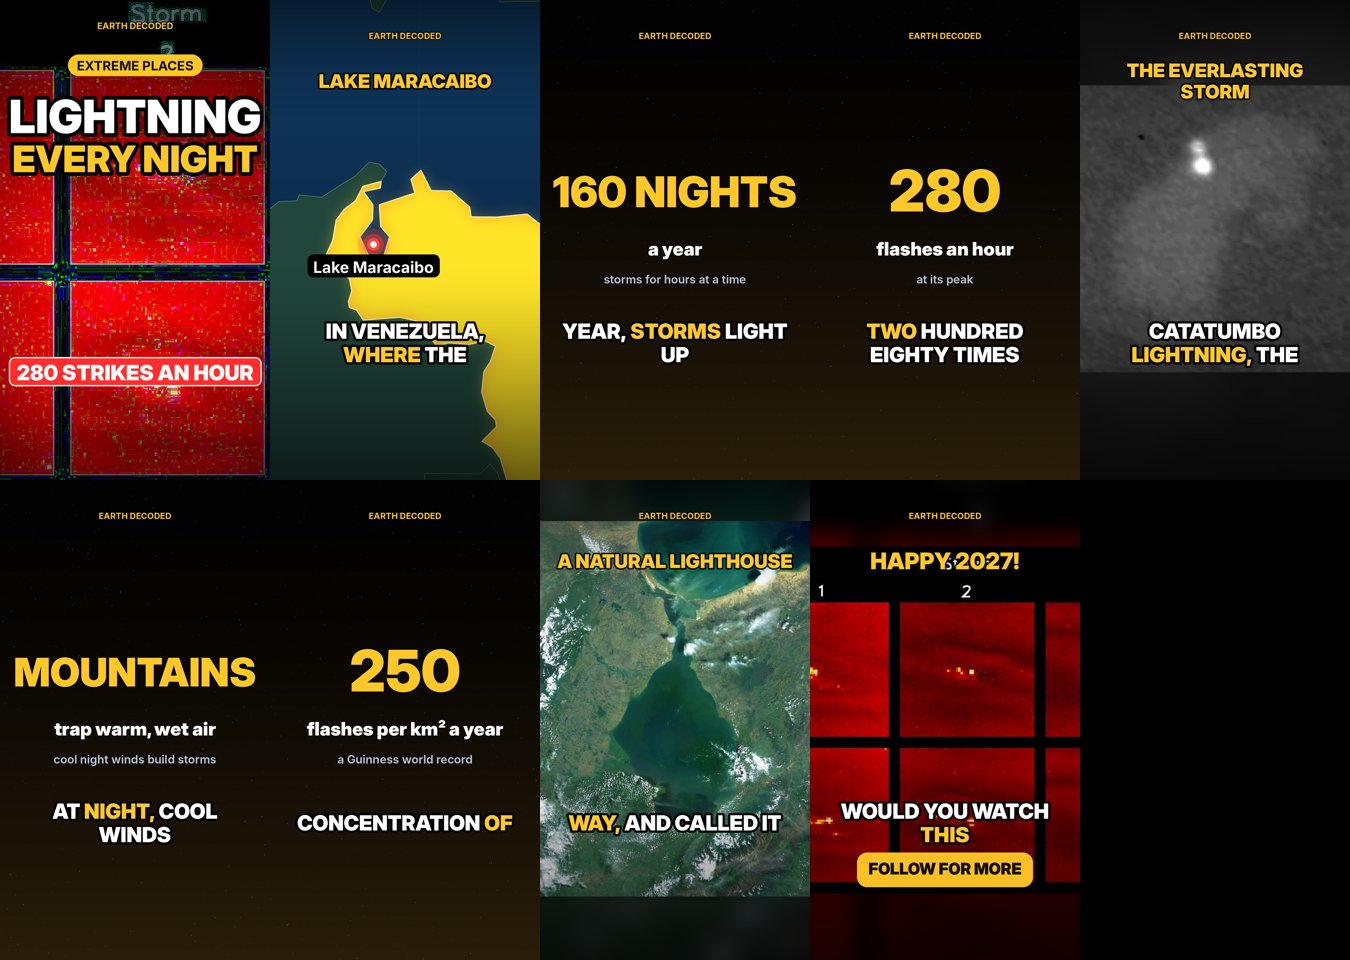 Storm
EARTH DECODED
2
EXTREME PLACES
LIGHTNING
EVERY NIGHT
280 STRIKES AN HOUR
EARTH DECODED
LAKE MARACAIBO
Lake Maracaibo
IN VENEZUELA,
WHERE THE
EARTH DECODED
160 NIGHTS
a year
storms for hours at a time
YEAR, STORMS LIGHT
UP
EARTH DECODED
280
flashes an hour
at its peak
TWO HUNDRED
EIGHTY TIMES
EARTH DECODED
THE EVERLASTING
STORM
CATATUMBO
LIGHTNING, THE
EARTH DECODED
MOUNTAINS
trap warm, wet air
cool night winds build storms
AT NIGHT, COOL
WINDS
EARTH DECODED
250
flashes per km² a year
a Guinness world record
CONCENTRATION OF
EARTH DECODED
A NATURAL LIGHTHOUSE
WAY, AND CALLED IT
EARTH DECODED
HAPPY 2027!
1
2
WOULD YOU WATCH
THIS
FOLLOW FOR MORE